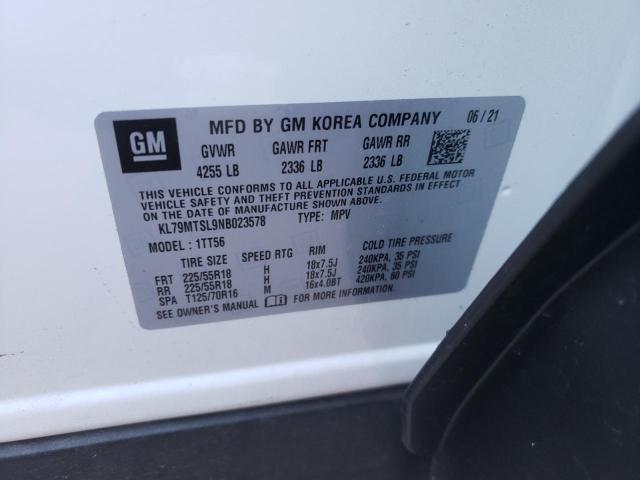 GM
MFD BY GM KOREA COMPANY 06 / 21
GVWR GAWR FRT GAWR RR
4255 LB 2336 LB 2336 LB
THIS VEHICLE CONFORMS TO ALL APPLICABLE U.S. FEDERAL MOTOR
VEHICLE SAFETY AND THEFT PREVENTION STANDARDS IN EFFECT
ON THE DATE OF MANUFACTURE SHOWN ABOVE.
KL79MTSL9NB023578 TYPE: MPV
MODEL: 1TT56
TIRE SIZE SPEED RTG RIM COLD TIRE PRESSURE
FRT 225/55R18 H 18x7.5J 240KPA, 35 PSI
RR 225/55R18 H 18x7.5J 240KPA, 35 PSI
SPA T125/70R16 M 16x4.0BT 420KPA, 60 PSI
SEE OWNER'S MANUAL FOR MORE INFORMATION.